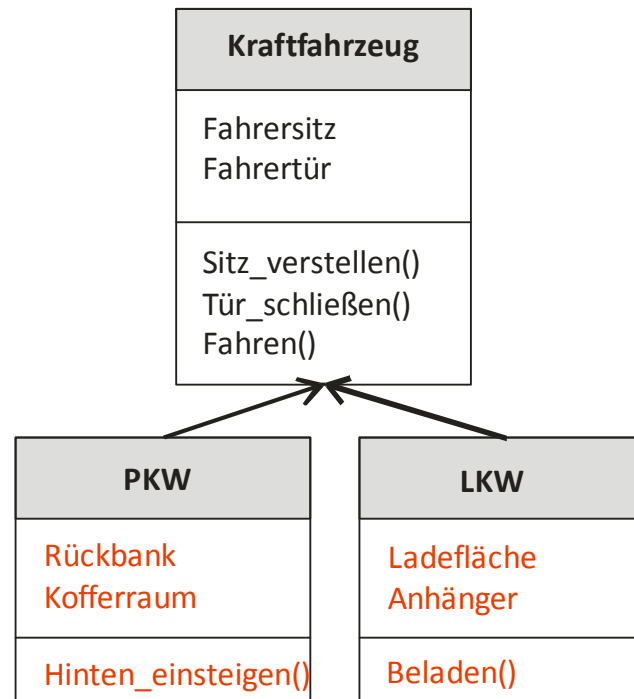 Kraftfahrzeug
Fahrersitz
Fahrertür
Sitz_verstellen()
Tür_schließen()
Fahren()
PKW
Rückbank
Kofferraum
Hinten_einsteigen()
LKW
Ladefläche
Anhänger
Beladen()